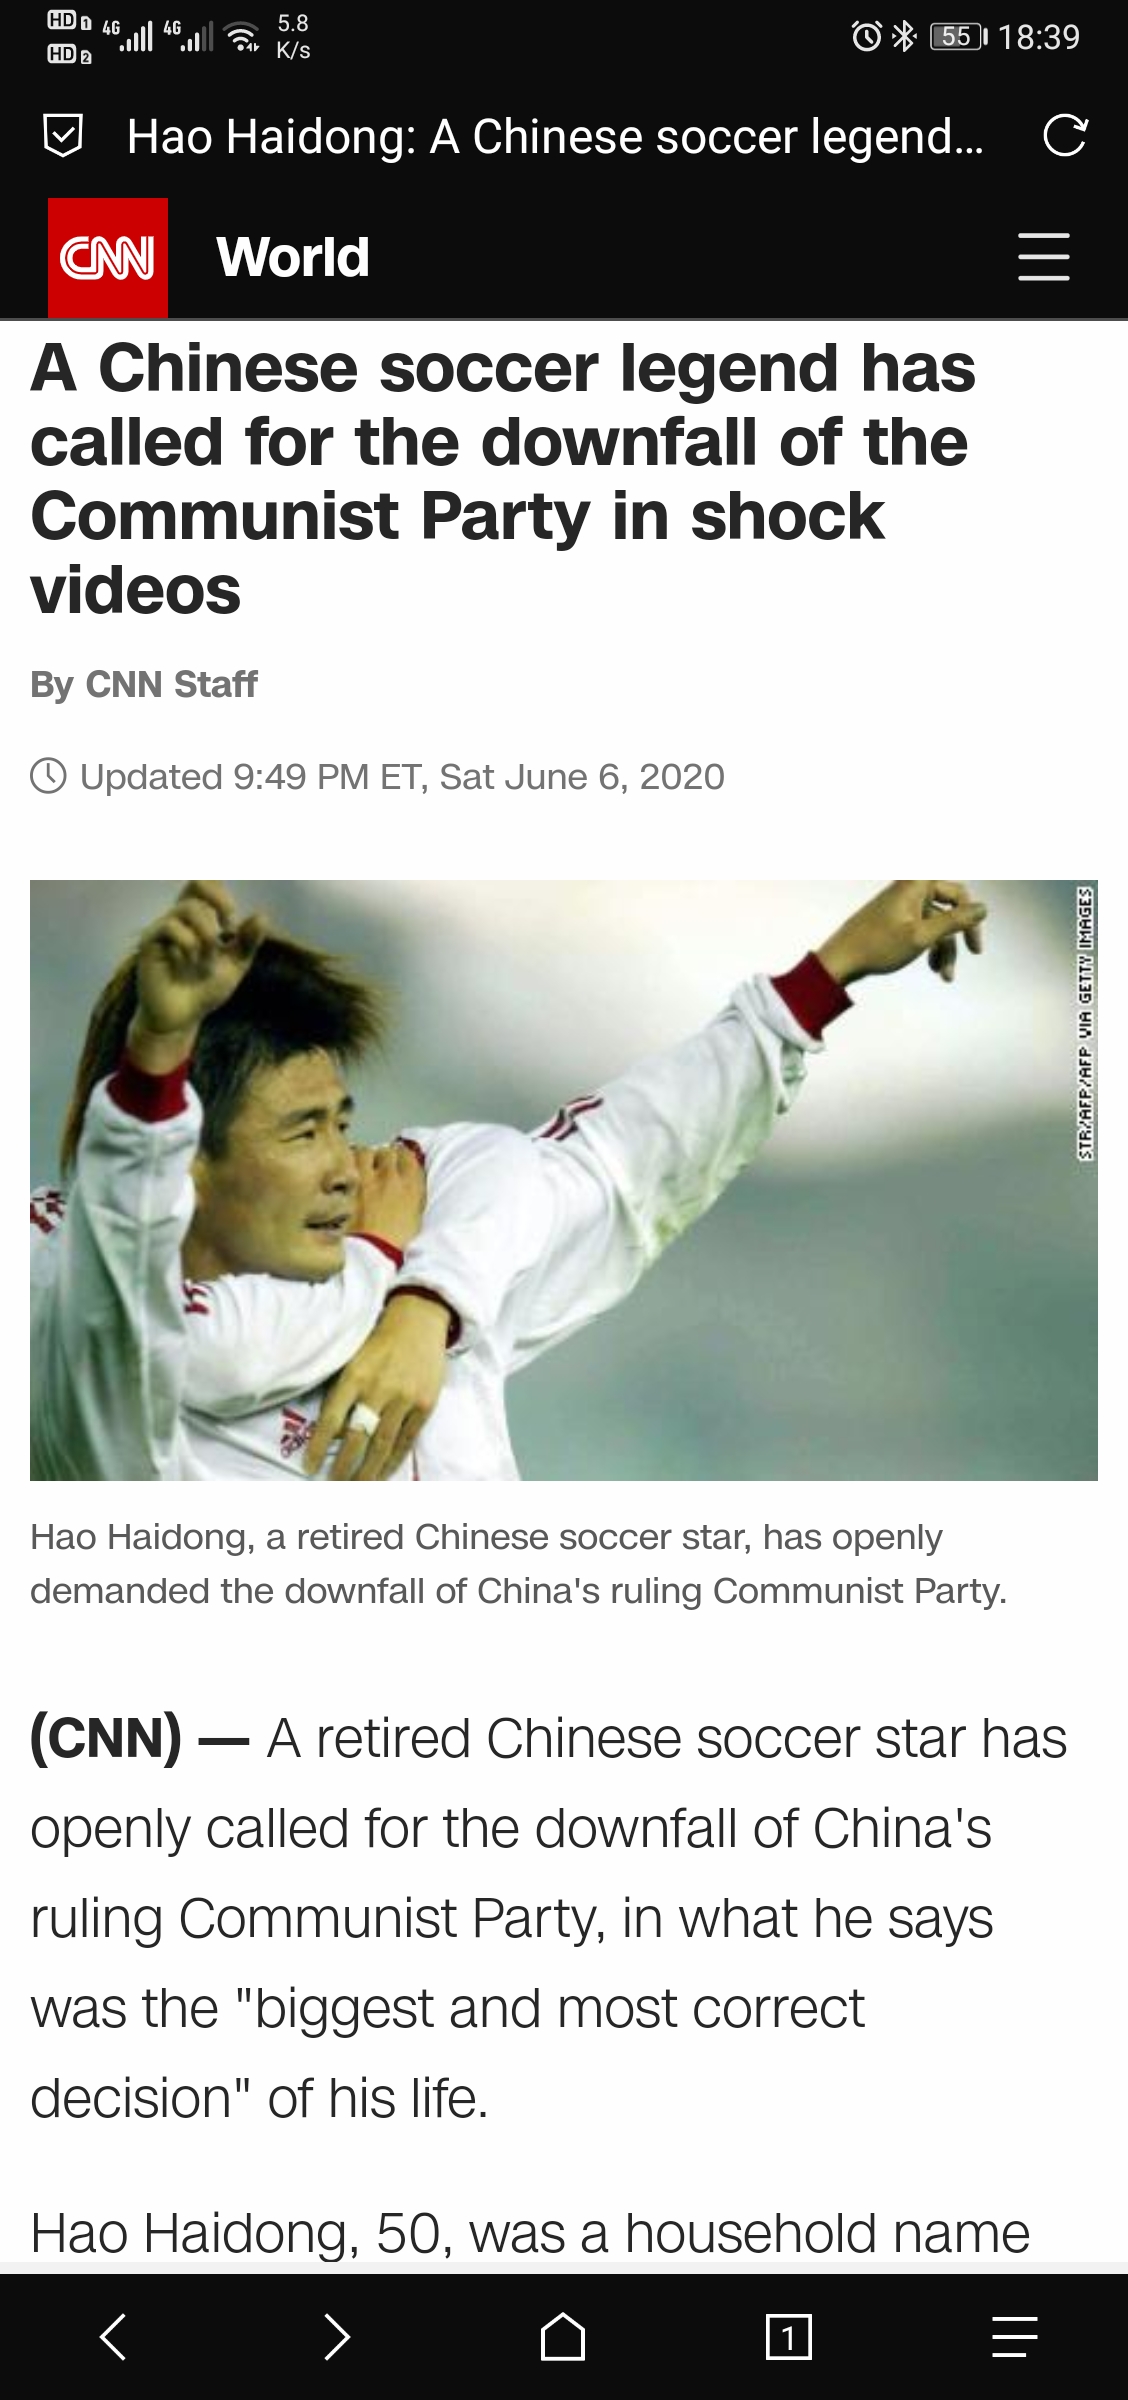 HD 1 4G 4G 5.8
HD 2 K/s
55 18:39
Hao Haidong: A Chinese soccer legend...
CNN World
A Chinese soccer legend has
called for the downfall of the
Communist Party in shock
videos
By CNN Staff
Updated 9:49 PM ET, Sat June 6, 2020
STR/AFP/AFP VIA GETTY IMAGES
adidas
Hao Haidong, a retired Chinese soccer star, has openly
demanded the downfall of China's ruling Communist Party.
(CNN) — A retired Chinese soccer star has
openly called for the downfall of China's
ruling Communist Party, in what he says
was the "biggest and most correct
decision" of his life.
Hao Haidong, 50, was a household name
1